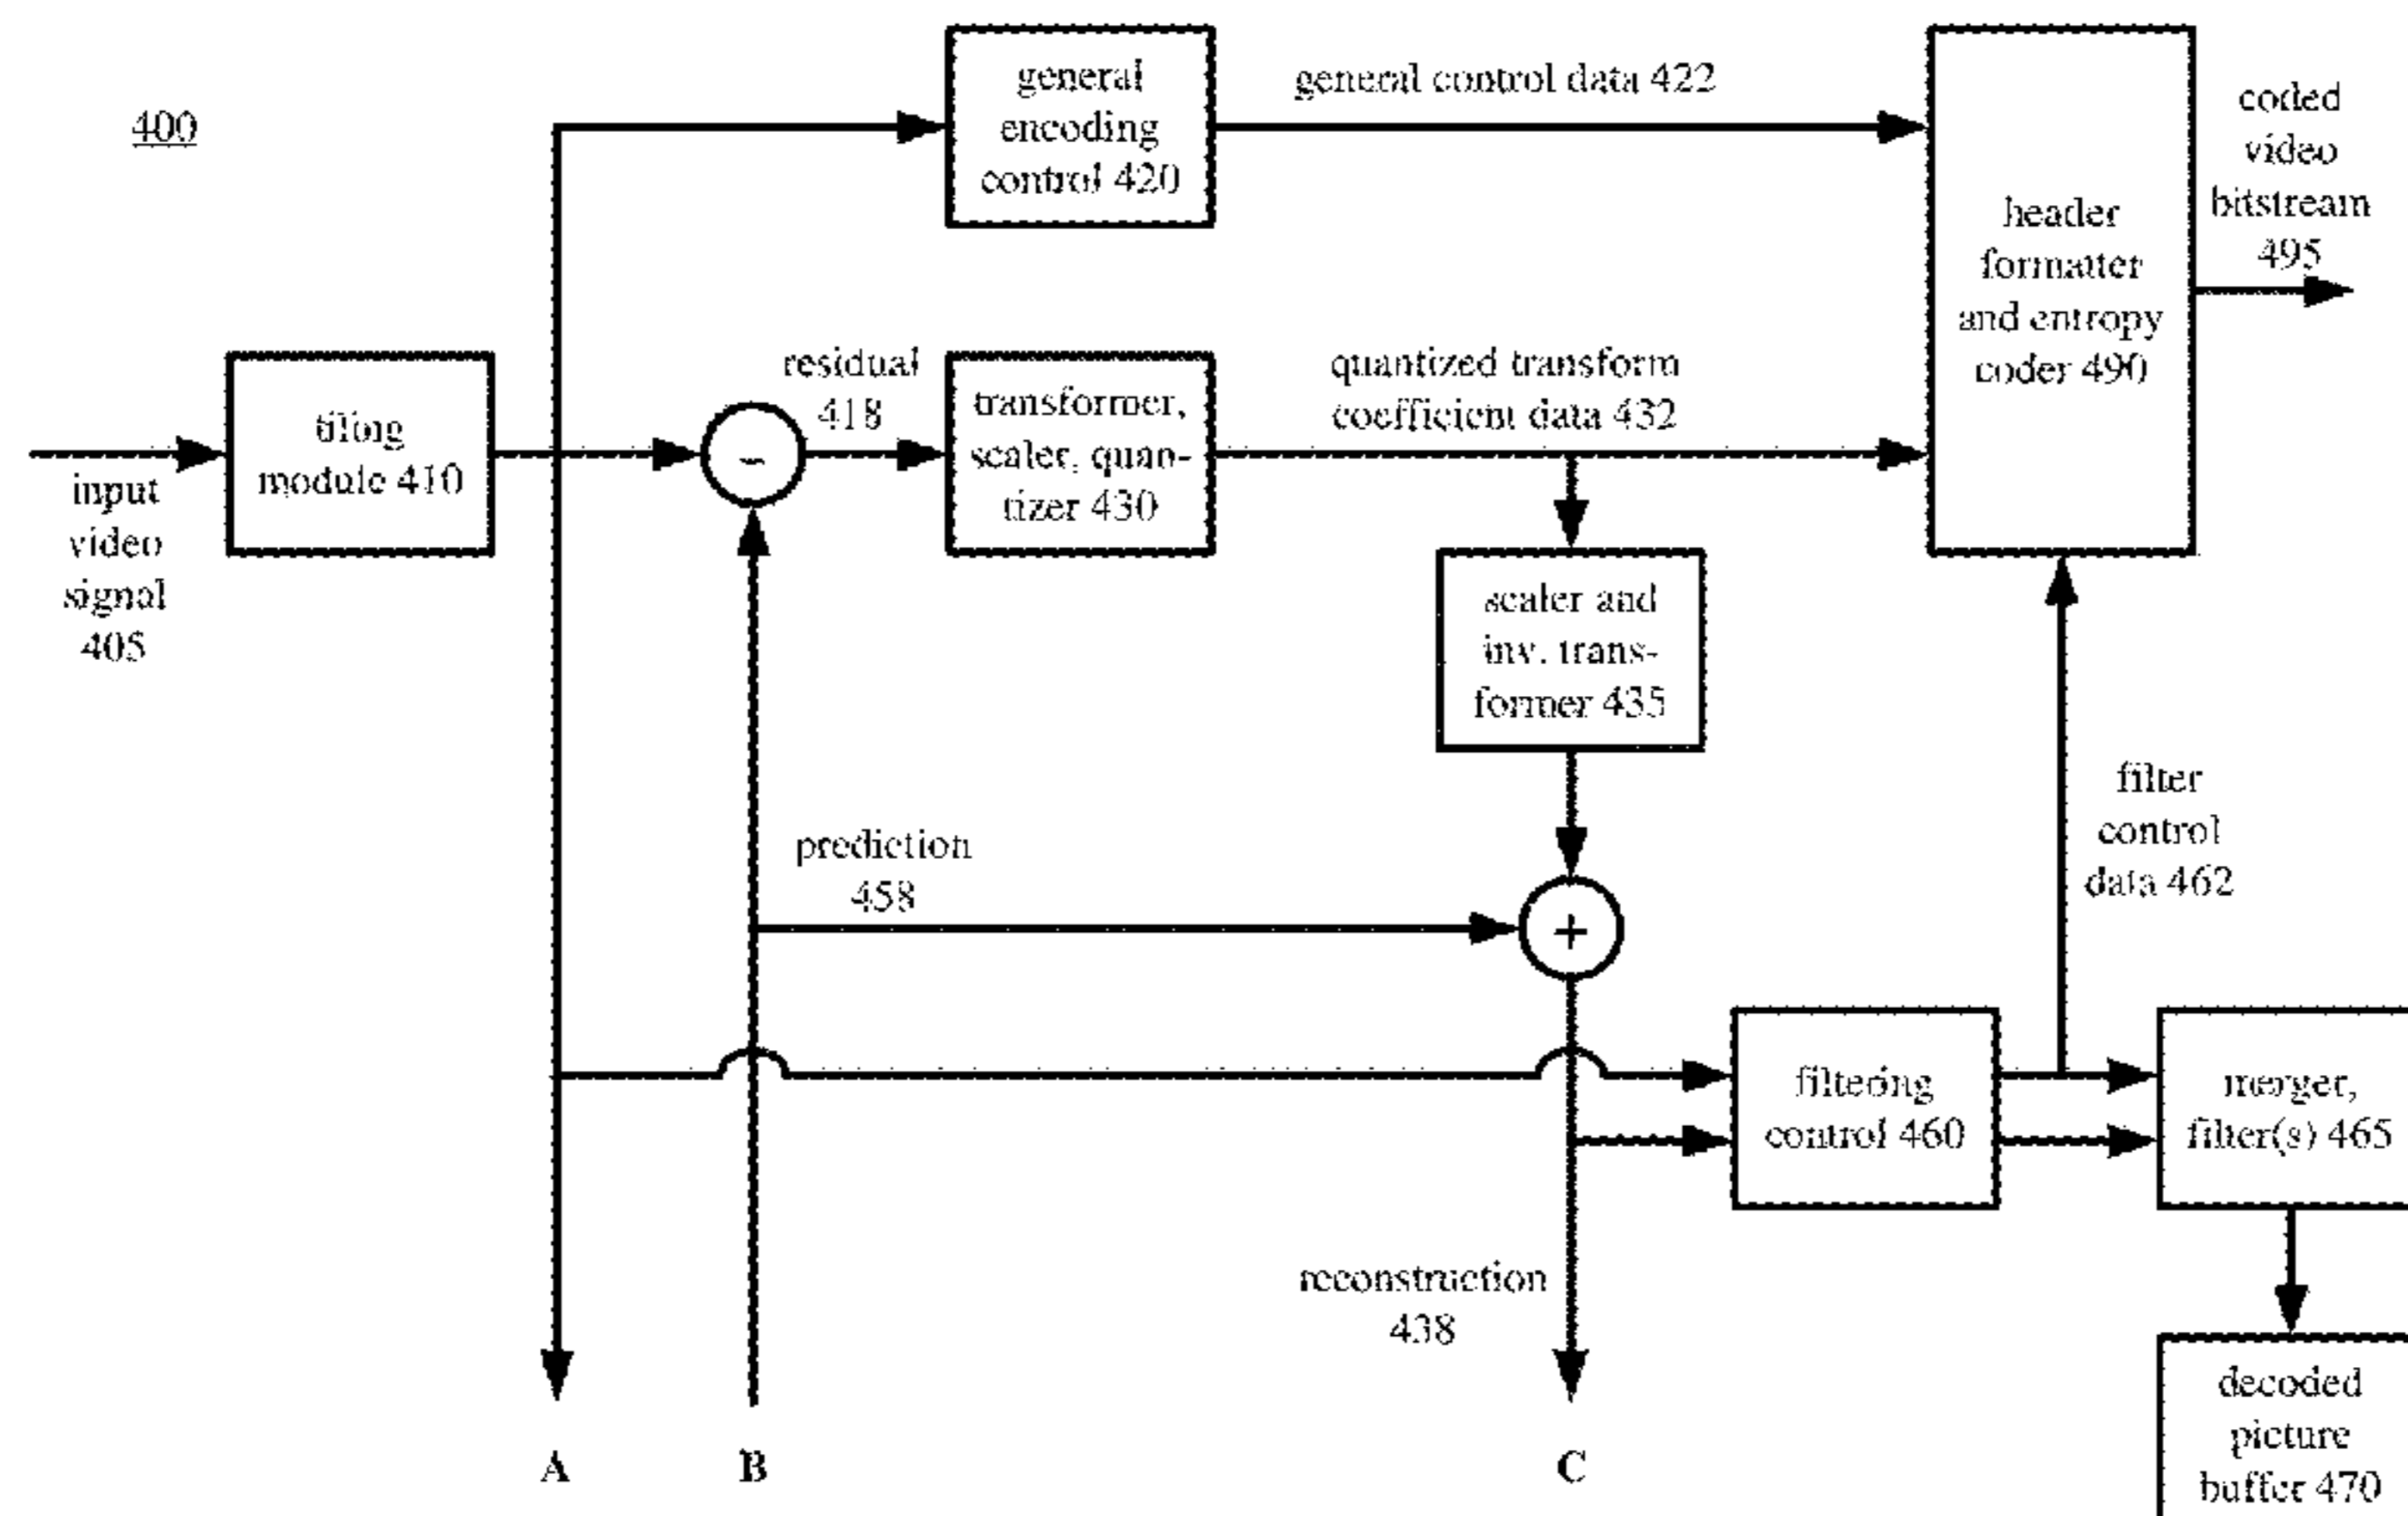 400
general
encoding
control 420
general control data 422
header
formatter
and entropy
coder 490
coded
video
bitstream
495
input
video
signal
405
tiling
module 410
-
residual
418
transformer,
scaler, quan-
tizer 430
quantized transform
coefficient data 432
scaler and
inv. trans-
former 435
prediction
458
+
filter
control
data 462
filtering
control 460
merger,
filter(s) 465
reconstruction
438
decoded
picture
buffer 470
A
B
C